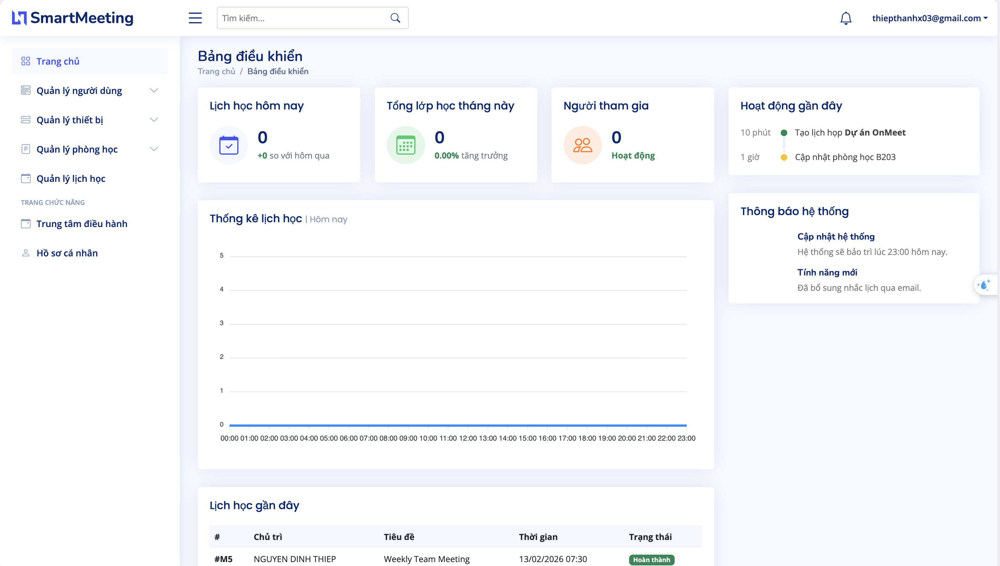 SmartMeeting
Tìm kiếm...
thiepthanhx03@gmail.com
Trang chủ
Quản lý người dùng
Quản lý thiết bị
Quản lý phòng học
Quản lý lịch học
TRANG CHỨC NĂNG
Trung tâm điều hành
Hồ sơ cá nhân
Bảng điều khiển
Trang chủ / Bảng điều khiển
Lịch học hôm nay
0
+0 so với hôm qua
Tổng lớp học tháng này
0
0.00% tăng trưởng
Người tham gia
0
Hoạt động
Hoạt động gần đây
10 phút Tạo lịch họp Dự án OnMeet
1 giờ Cập nhật phòng học B203
Thông báo hệ thống
Cập nhật hệ thống
Hệ thống sẽ bảo trì lúc 23:00 hôm nay.
Tính năng mới
Đã bổ sung nhắc lịch qua email.
Thống kê lịch học | Hôm nay
5
4
3
2
1
0
00:00 01:00 02:00 03:00 04:00 05:00 06:00 07:00 08:00 09:00 10:00 11:00 12:00 13:00 14:00 15:00 16:00 17:00 18:00 19:00 20:00 21:00 22:00 23:00
Lịch học gần đây
# Chủ trì Tiêu đề Thời gian Trạng thái
#M5 NGUYEN DINH THIEP Weekly Team Meeting 13/02/2026 07:30 Hoàn thành